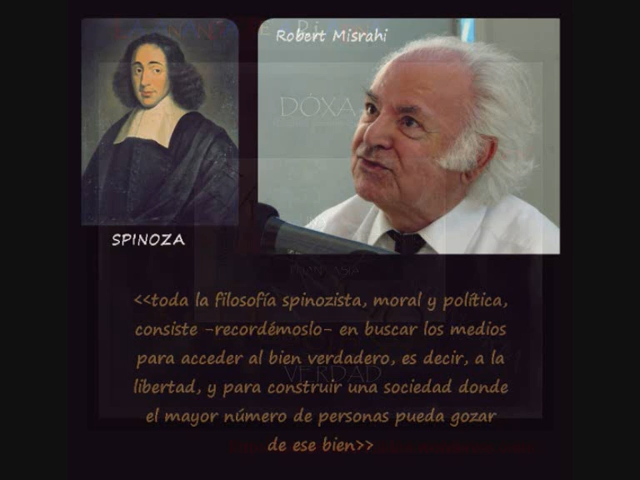 Robert Misrahi
DÓXA
SPINOZA
<<toda la filosofía spinozista, moral y política,
consiste -recordémoslo- en buscar los medios
para acceder al bien verdadero, es decir, a la
libertad, y para construir una sociedad donde
VERDAD
el mayor número de personas pueda gozar
de ese bien>>